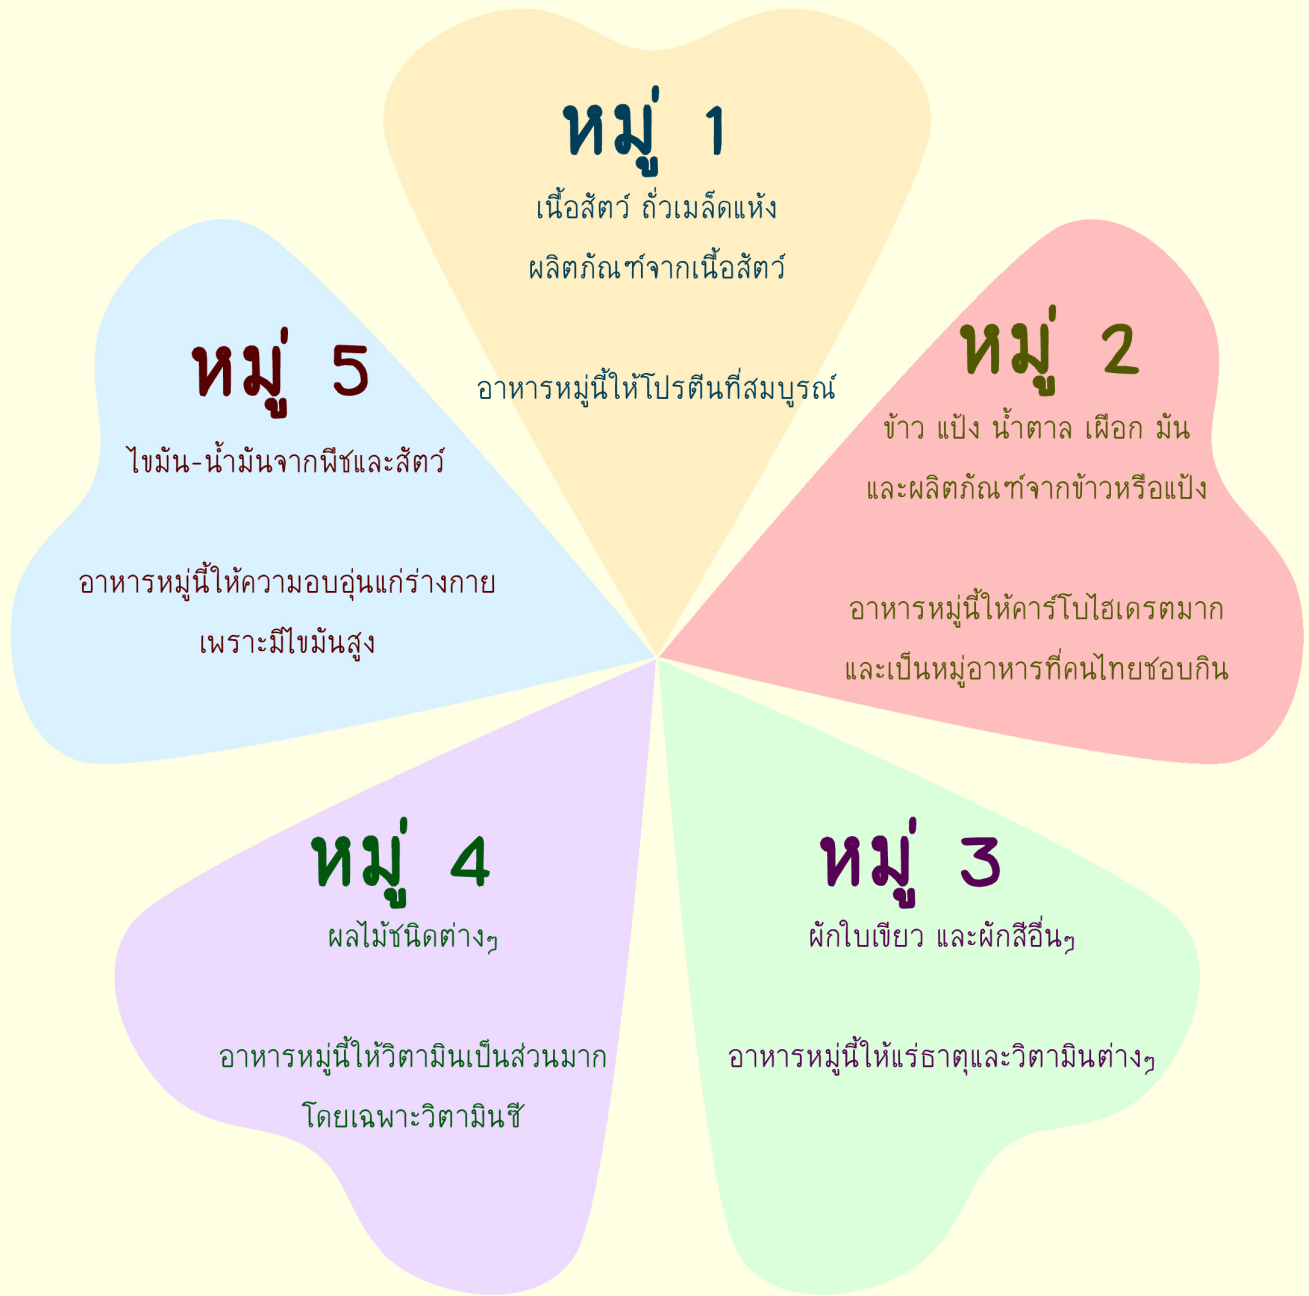 หมู่ 1
เนื้อสัตว์ ถั่วเมล็ดแห้ง
ผลิตภัณฑ์จากเนื้อสัตว์
อาหารหมู่นี้ให้โปรตีนที่สมบูรณ์
หมู่ 2
ข้าว แป้ง น้ำตาล เผือก มัน
และผลิตภัณฑ์จากข้าวหรือแป้ง
อาหารหมู่นี้ให้คาร์โบไฮเดรตมาก
และเป็นหมู่อาหารที่คนไทยชอบกิน
หมู่ 3
ผักใบเขียว และผักสีอื่นๆ
อาหารหมู่นี้ให้แร่ธาตุและวิตามินต่างๆ
หมู่ 4
ผลไม้ชนิดต่างๆ
อาหารหมู่นี้ให้วิตามินเป็นส่วนมาก
โดยเฉพาะวิตามินซี
หมู่ 5
ไขมัน-น้ำมันจากพืชและสัตว์
อาหารหมู่นี้ให้ความอบอุ่นแก่ร่างกาย
เพราะมีไขมันสูง